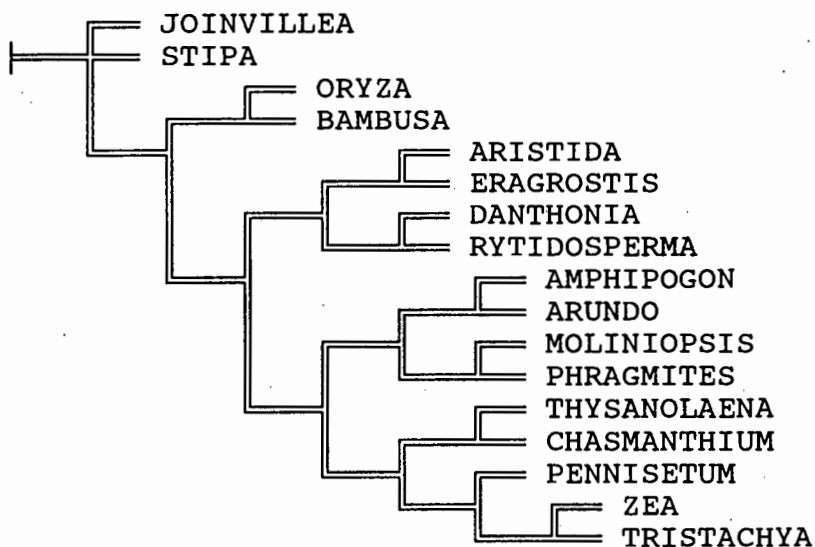 JOINVILLEA
STIPA
ORYZA
BAMBUSA
ARISTIDA
ERAGROSTIS
DANTHONIA
RYTIDOSPERMA
AMPHIPOGON
ARUNDO
MOLINIOPSIS
PHRAGMITES
THYSANOLAENA
CHASMANTHIUM
PENNISETUM
ZEA
TRISTACHYA